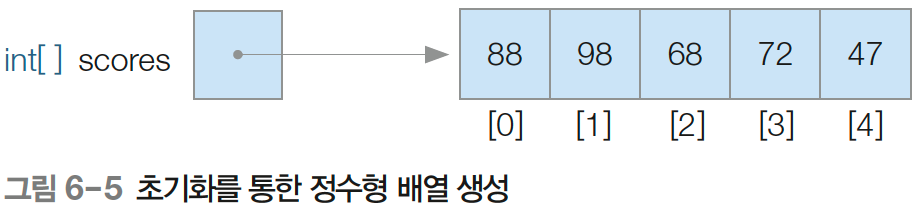 int[ ] scores 88 98 68 72 47
[0] [1] [2] [3] [4]
그림 6-5 초기화를 통한 정수형 배열 생성